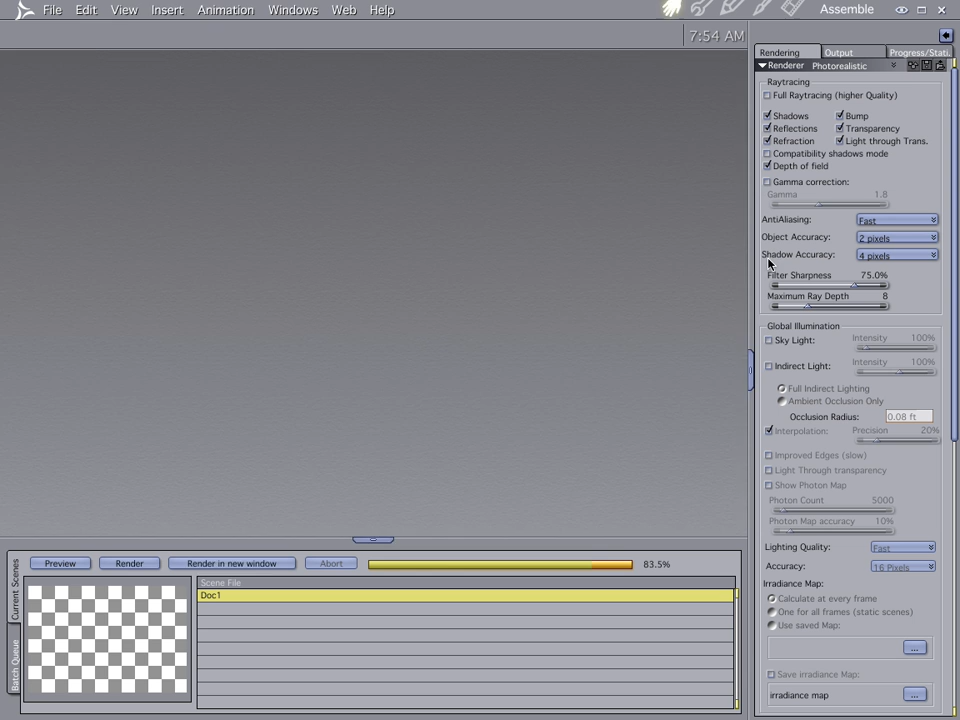 File Edit View Insert Animation Windows Web Help Assemble
7:54 AM
Rendering Output Progress/Stati.
Renderer Photorealistic
Raytracing
Full Raytracing (higher Quality)
Shadows Bump
Reflections Transparency
Refraction Light through Trans.
Compatibility shadows mode
Depth of field
Gamma correction:
Gamma 1.8
AntiAliasing: Fast
Object Accuracy: 2 pixels
Shadow Accuracy: 4 pixels
Filter Sharpness 75.0%
Maximum Ray Depth 8
Global Illumination
Sky Light: Intensity 100%
Indirect Light: Intensity 100%
Full Indirect Lighting
Ambient Occlusion Only
Occlusion Radius: 0.08 ft
Interpolation: Precision 20%
Improved Edges (slow)
Light Through transparency
Show Photon Map
Photon Count 5000
Photon Map accuracy 10%
Lighting Quality: Fast
Accuracy: 16 Pixels
Irradiance Map:
Calculate at every frame
One for all frames (static scenes)
Use saved Map:
...
Save irradiance Map:
irradiance map ...
Current Scenes
Batch Queue
Preview Render Render in new window Abort 83.5%
Scene File
Doc1